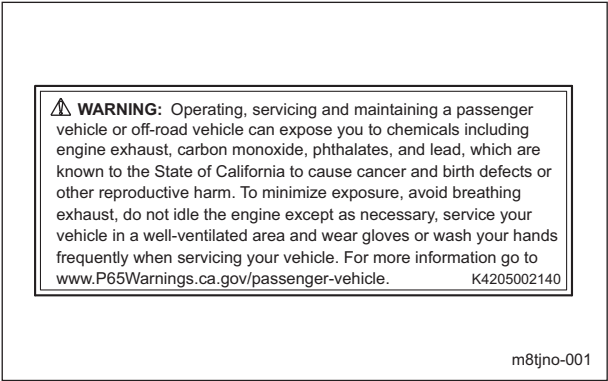 ⚠ WARNING: Operating, servicing and maintaining a passenger
vehicle or off-road vehicle can expose you to chemicals including
engine exhaust, carbon monoxide, phthalates, and lead, which are
known to the State of California to cause cancer and birth defects or
other reproductive harm. To minimize exposure, avoid breathing
exhaust, do not idle the engine except as necessary, service your
vehicle in a well-ventilated area and wear gloves or wash your hands
frequently when servicing your vehicle. For more information go to
www.P65Warnings.ca.gov/passenger-vehicle. K4205002140
m8tjno-001